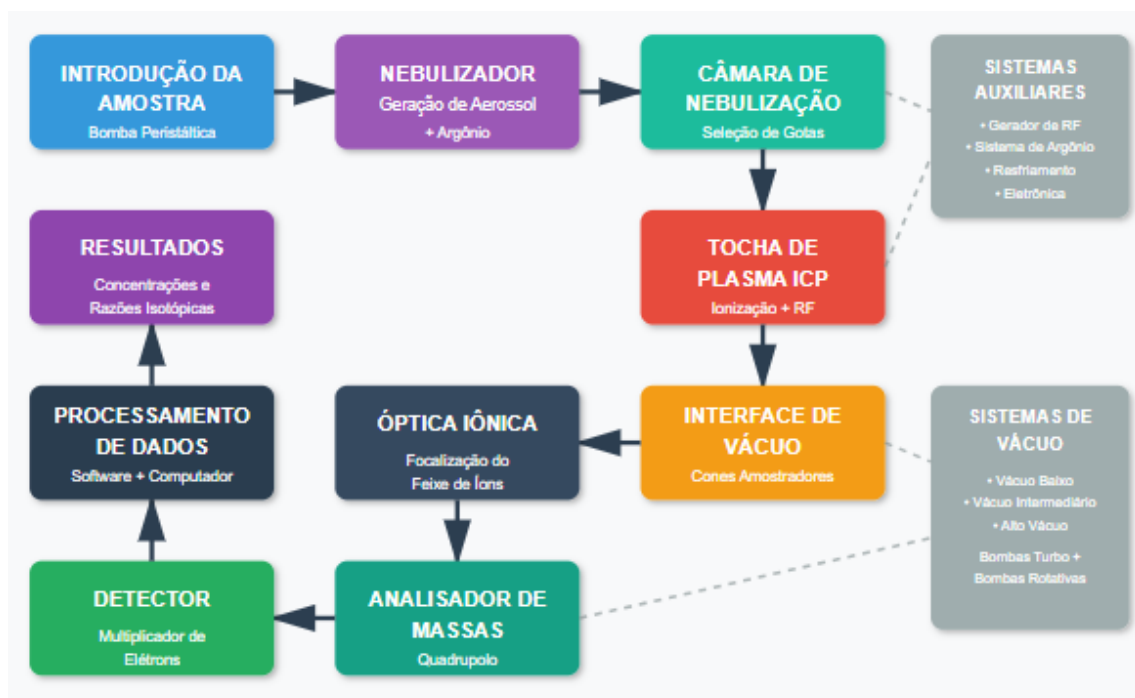 INTRODUÇÃO DA
AMOSTRA
Bomba Peristáltica
NEBULIZADOR
Geração de Aerossol
+ Argônio
CÂMARA DE
NEBULIZAÇÃO
Seleção de Gotas
SISTEMAS
AUXILIARES
• Gerador de RF
• Sistema de Argônio
• Resfriamento
• Eletrônica
RESULTADOS
Concentrações e
Razões Isotópicas
TOCHA DE
PLASMA ICP
Ionização + RF
PROCESSAMENTO
DE DADOS
Software + Computador
ÓPTICA IÔNICA
Focalização do
Feixe de Íons
INTERFACE DE
VÁCUO
Cones Amostradores
SISTEMAS DE
VÁCUO
• Vácuo Baixo
• Vácuo Intermediário
• Alto Vácuo
Bombas Turbo +
Bombas Rotativas
DETECTOR
Multiplicador de
Elétrons
ANALISADOR DE
MASSAS
Quadrupolo